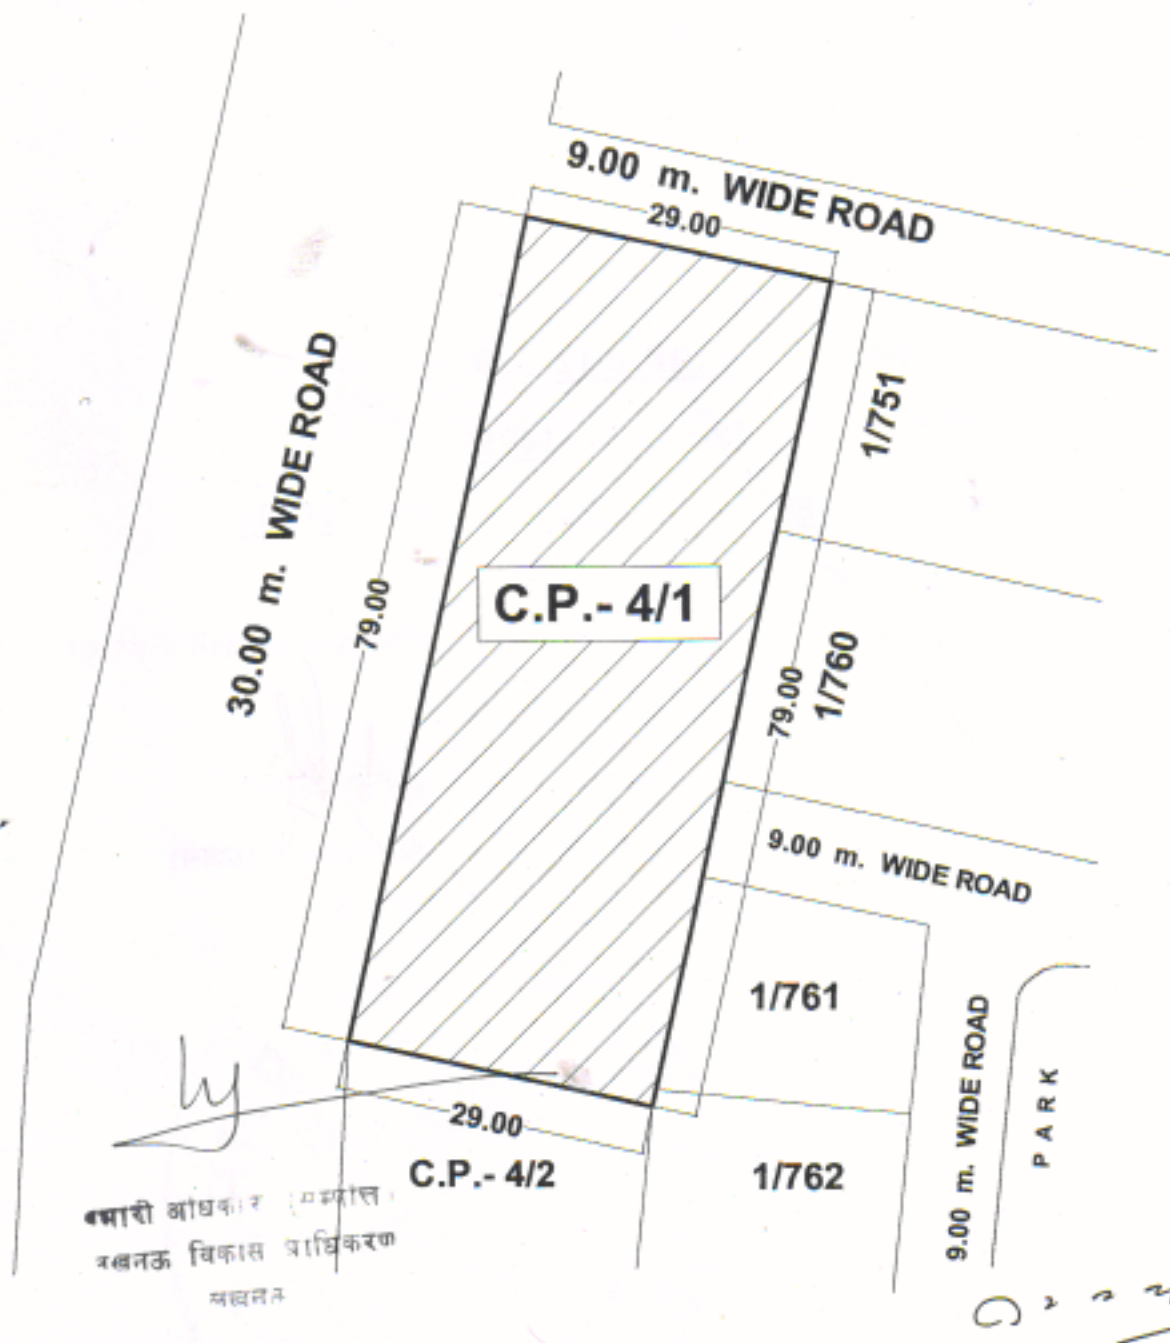 9.00 m. WIDE ROAD
29.00
30.00 m. WIDE ROAD
79.00
C.P.- 4/1
1/751
79.00
1/760
9.00 m. WIDE ROAD
1/761
9.00 m. WIDE ROAD
PARK
29.00
C.P.- 4/2
1/762
विकास प्राधिकरण